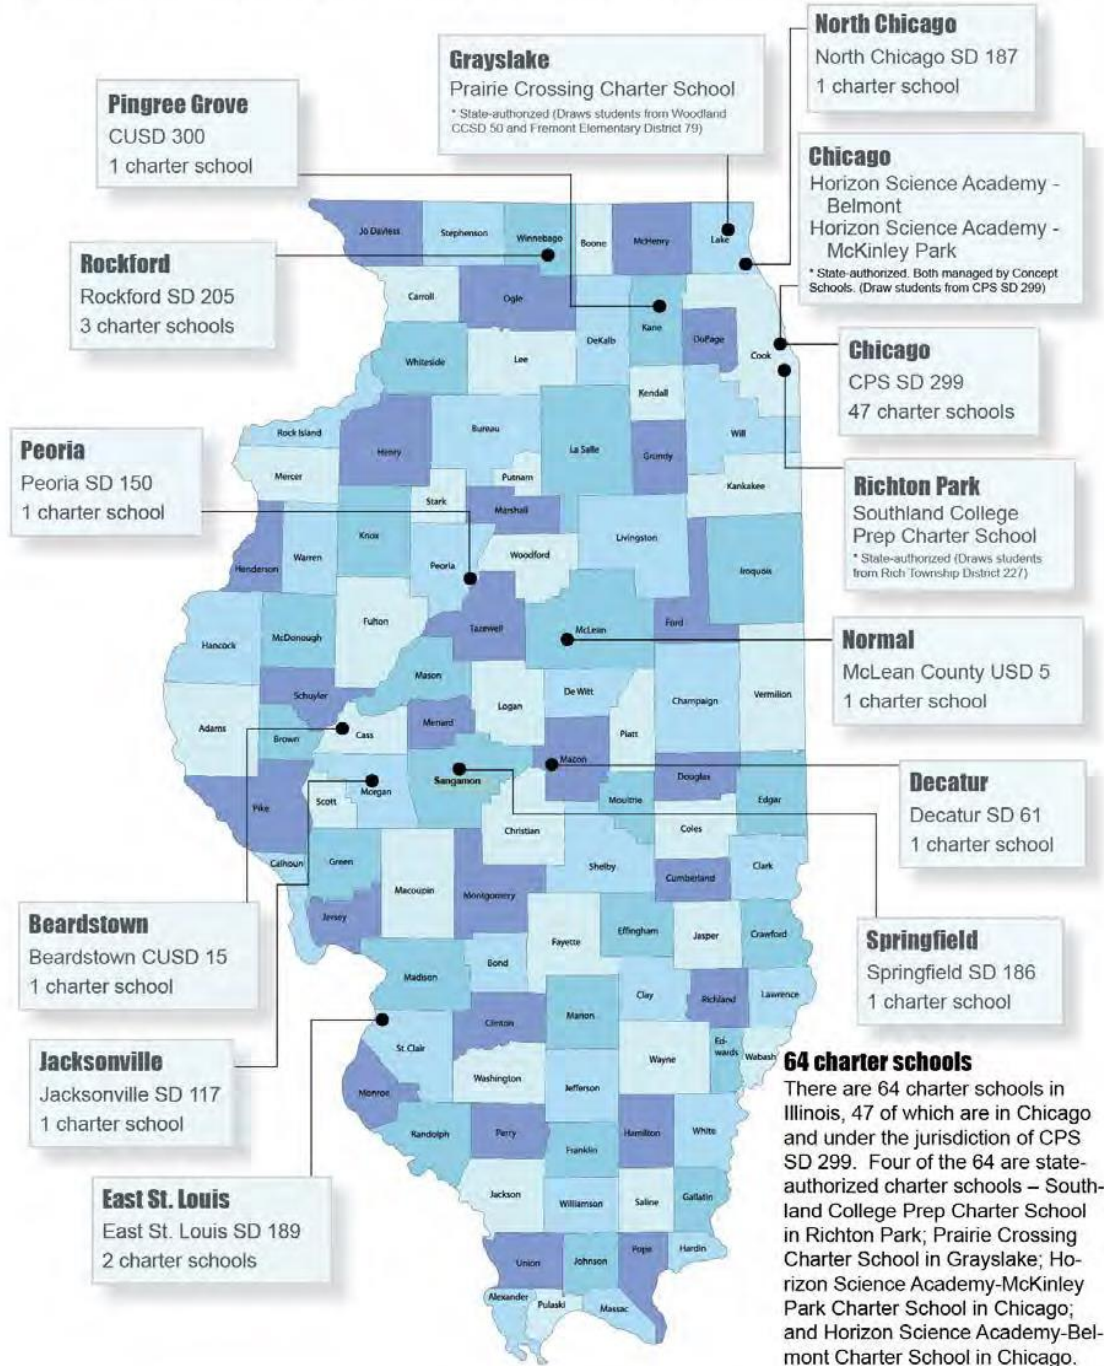 North Chicago
North Chicago SD 187
1 charter school
Grayslake
Prairie Crossing Charter School
* State-authorized (Draws students from Woodland
CCSD 50 and Fremont Elementary District 79)
Pingree Grove
CUSD 300
1 charter school
Chicago
Horizon Science Academy -
Belmont
Horizon Science Academy -
McKinley Park
* State-authorized. Both managed by Concept
Schools. (Draw students from CPS SD 299)
Rockford
Rockford SD 205
3 charter schools
Chicago
CPS SD 299
47 charter schools
Peoria
Peoria SD 150
1 charter school
Richton Park
Southland College
Prep Charter School
* State-authorized (Draws students
from Rich Township District 227)
Normal
McLean County USD 5
1 charter school
Decatur
Decatur SD 61
1 charter school
Beardstown
Beardstown CUSD 15
1 charter school
Springfield
Springfield SD 186
1 charter school
Jacksonville
Jacksonville SD 117
1 charter school
East St. Louis
East St. Louis SD 189
2 charter schools
Jo Daviess
Stephenson
Winnebago
Boone
McHenry
Lake
Carroll
Ogle
DeKalb
Kane
DuPage
Cook
Whiteside
Lee
Kendall
Rock Island
Henry
Bureau
La Salle
Grundy
Will
Mercer
Putnam
Kankakee
Stark
Marshall
Knox
Warren
Henderson
Peoria
Woodford
Livingston
Iroquois
Fulton
Tazewell
McLean
Ford
Hancock
McDonough
Mason
Schuyler
Logan
De Witt
Champaign
Vermilion
Adams
Brown
Cass
Menard
Piatt
Macon
Sangamon
Douglas
Pike
Scott
Morgan
Moultrie
Edgar
Christian
Coles
Calhoun
Green
Shelby
Clark
Macoupin
Montgomery
Cumberland
Jersey
Fayette
Effingham
Jasper
Crawford
Madison
Bond
Clay
Richland
Lawrence
Clinton
Marion
St. Clair
Wayne
Ed-
wards
Wabash
Washington
Jefferson
Monroe
Randolph
Perry
Hamilton
White
Franklin
Jackson
Williamson
Saline
Gallatin
Union
Johnson
Pope
Hardin
Alexander
Pulaski
Massac
64 charter schools
There are 64 charter schools in
Illinois, 47 of which are in Chicago
and under the jurisdiction of CPS
SD 299. Four of the 64 are state-
authorized charter schools – South-
land College Prep Charter School
in Richton Park; Prairie Crossing
Charter School in Grayslake; Ho-
rizon Science Academy-McKinley
Park Charter School in Chicago;
and Horizon Science Academy-Bel-
mont Charter School in Chicago.